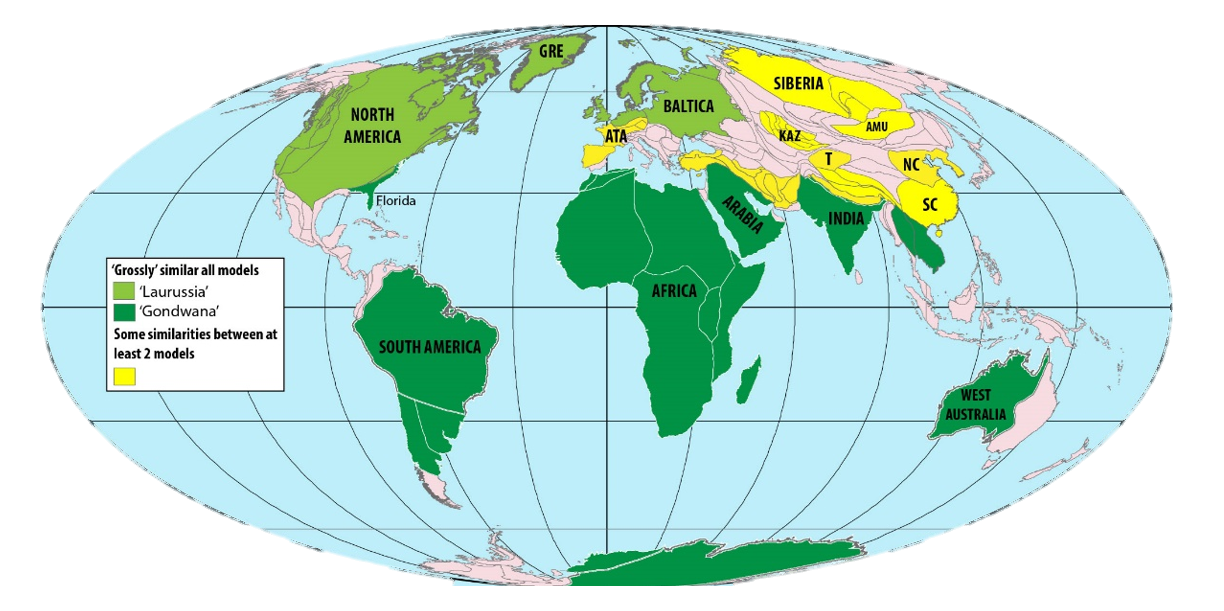 GRE
SIBERIA
NORTH
AMERICA
BALTICA
ATA
KAZ
AMU
T
NC
SC
Florida
ARABIA
INDIA
'Grossly' similar all models
'Laurussia'
'Gondwana'
Some similarities between at
least 2 models
AFRICA
SOUTH AMERICA
WEST
AUSTRALIA